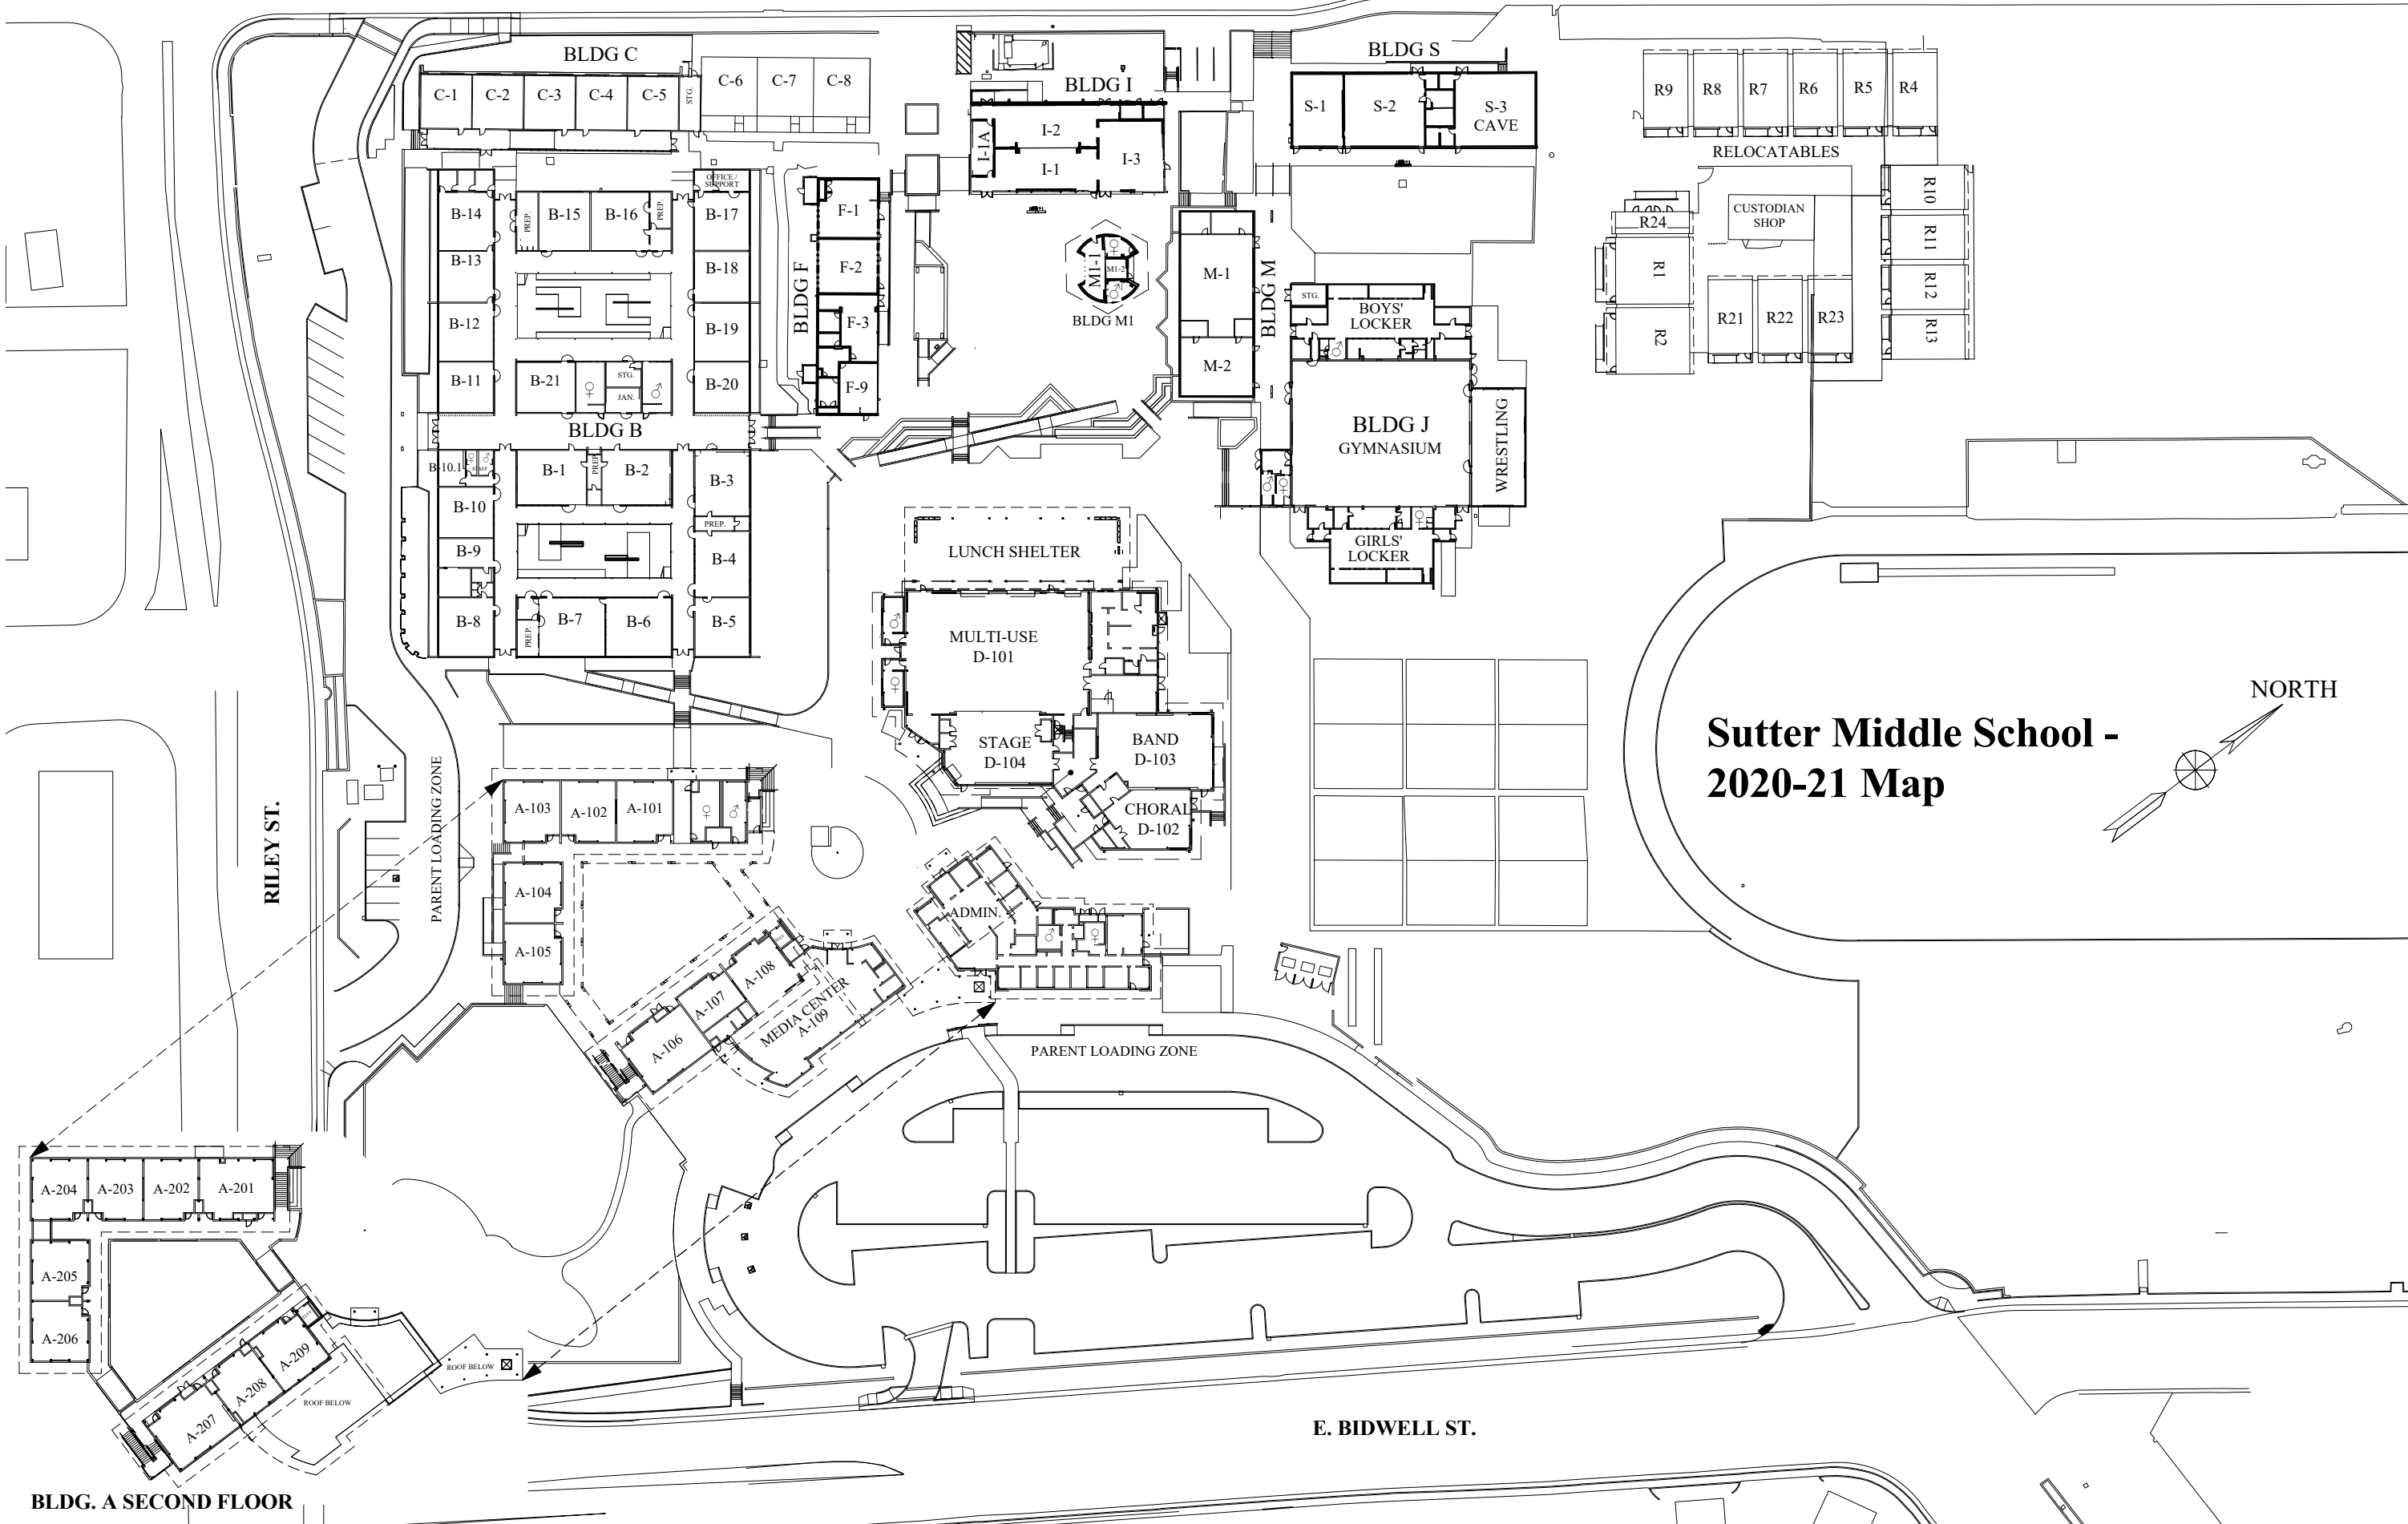 BLDG C
C-1
C-2
C-3
C-4
C-5
STG.
C-6
C-7
C-8
BLDG I
I-1A
I-2
I-1
I-3
BLDG S
S-1
S-2
S-3
CAVE
R9
R8
R7
R6
R5
R4
RELOCATABLES
R10
R11
R12
R13
CUSTODIAN
SHOP
R24
R1
R2
R21
R22
R23
OFFICE /
SUPPORT
B-14
PREP.
B-15
B-16
PREP.
B-17
B-13
B-18
B-12
B-19
B-11
B-21
STG.
JAN.
B-20
BLDG B
B-10.1
STAFF
B-1
PREP.
B-2
B-3
B-10
PREP.
B-9
B-4
B-8
PREP.
B-7
B-6
B-5
BLDG F
F-1
F-2
F-3
F-9
M1-1
M1-2
BLDG M1
M-1
M-2
BLDG M
STG.
BOYS'
LOCKER
BLDG J
GYMNASIUM
WRESTLING
GIRLS'
LOCKER
LUNCH SHELTER
MULTI-USE
D-101
STAGE
D-104
BAND
D-103
CHORAL
D-102
NORTH
Sutter Middle School -
2020-21 Map
RILEY ST.
PARENT LOADING ZONE
A-103
A-102
A-101
A-104
A-105
A-106
A-107
A-108
MEDIA CENTER
A-109
ADMIN.
PARENT LOADING ZONE
A-204
A-203
A-202
A-201
A-205
A-206
A-207
A-208
A-209
ROOF BELOW
ROOF BELOW
E. BIDWELL ST.
BLDG. A SECOND FLOOR